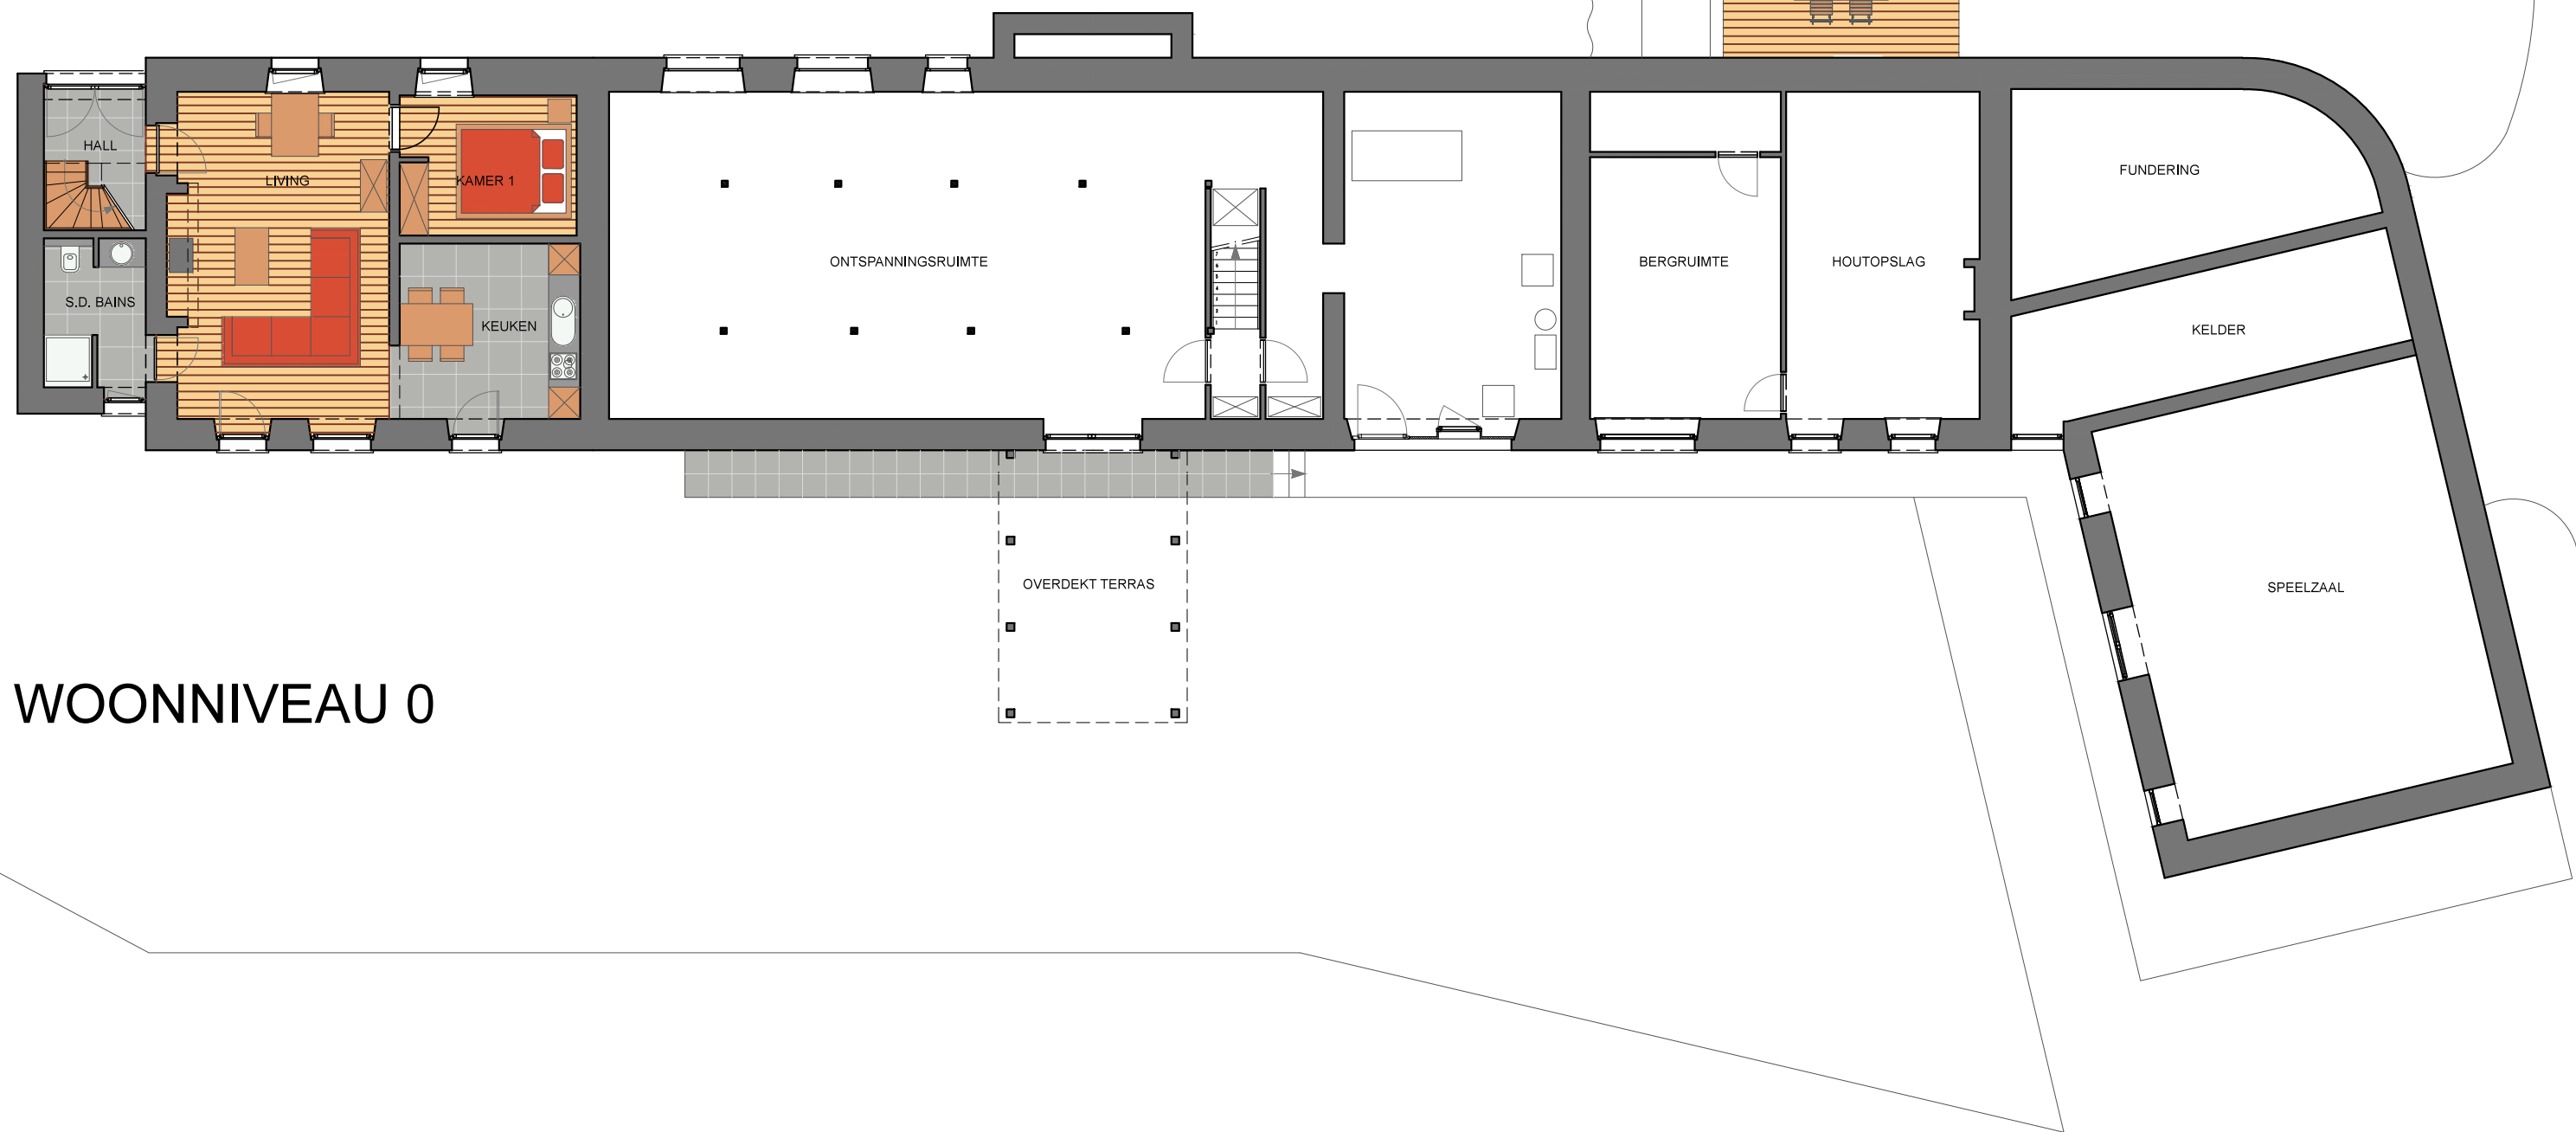 HALL
LIVING
KAMER 1
S.D. BAINS
KEUKEN
ONTSPANNINGSRUIMTE
BERGRUIMTE
HOUTOPSLAG
FUNDERING
KELDER
SPEELZAAL
OVERDEKT TERRAS
WOONNIVEAU 0